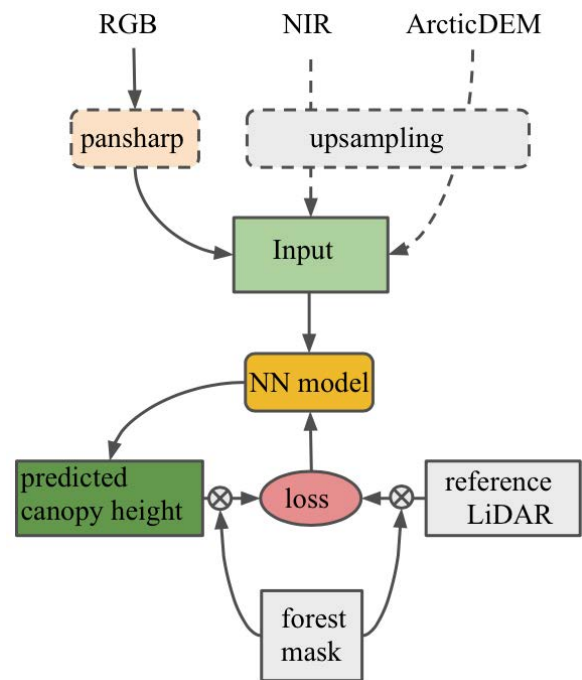 RGB
NIR
ArcticDEM
pansharp
upsampling
Input
NN model
predicted
canopy height
loss
reference
LiDAR
forest
mask